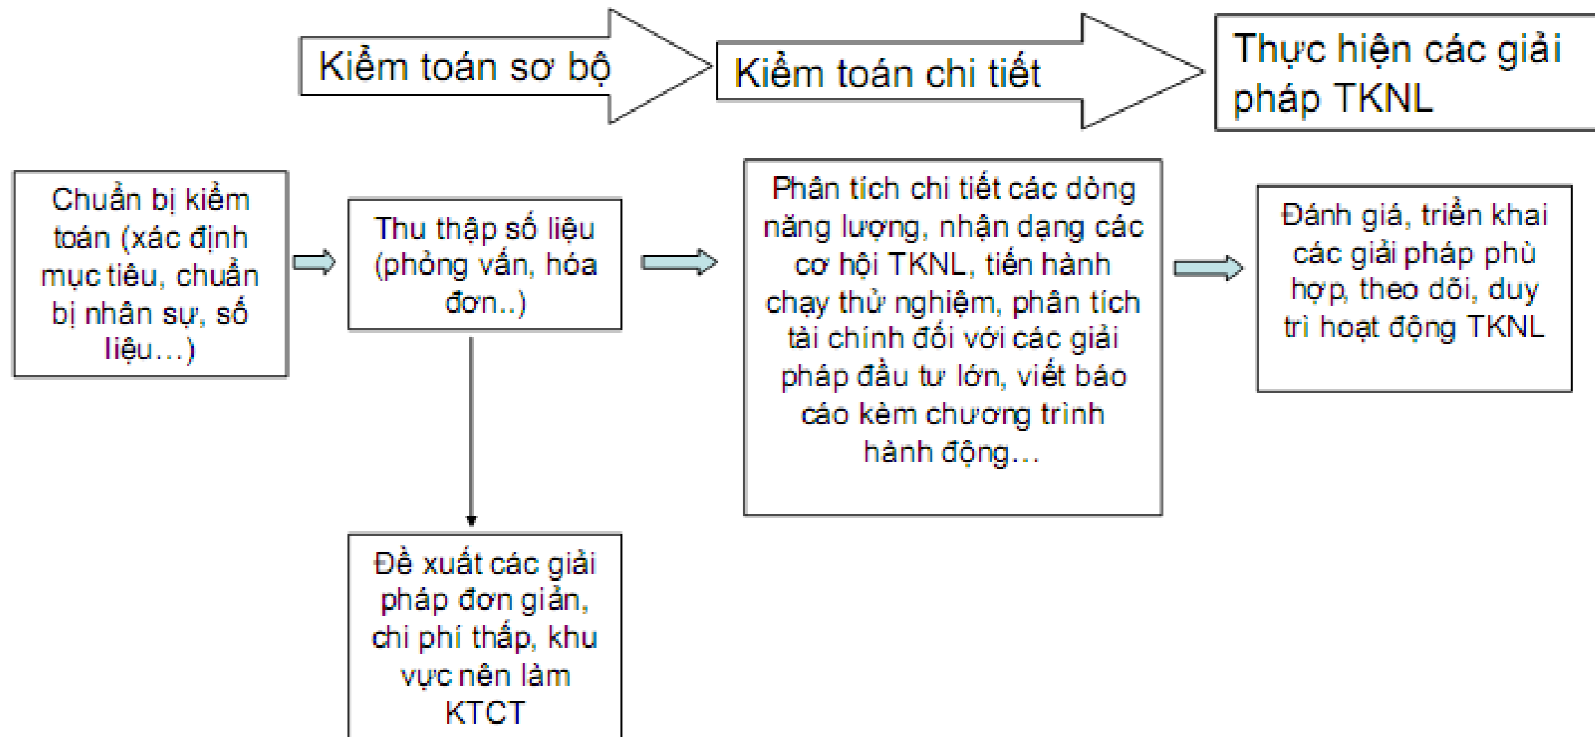 Kiểm toán sơ bộ
Kiểm toán chi tiết
Thực hiện các giải
pháp TKNL
Chuẩn bị kiểm
toán (xác định
mục tiêu, chuẩn
bị nhân sự, số
liệu...)
Thu thập số liệu
(phỏng vấn, hóa
đơn..)
Phân tích chi tiết các dòng
năng lượng, nhận dạng các
cơ hội TKNL, tiến hành
chạy thử nghiệm, phân tích
tài chính đối với các giải
pháp đầu tư lớn, viết báo
cáo kèm chương trình
hành động...
Đánh giá, triển khai
các giải pháp phù
hợp, theo dõi, duy
trì hoạt động TKNL
Đề xuất các giải
pháp đơn giản,
chi phí thấp, khu
vực nên làm
KTCT